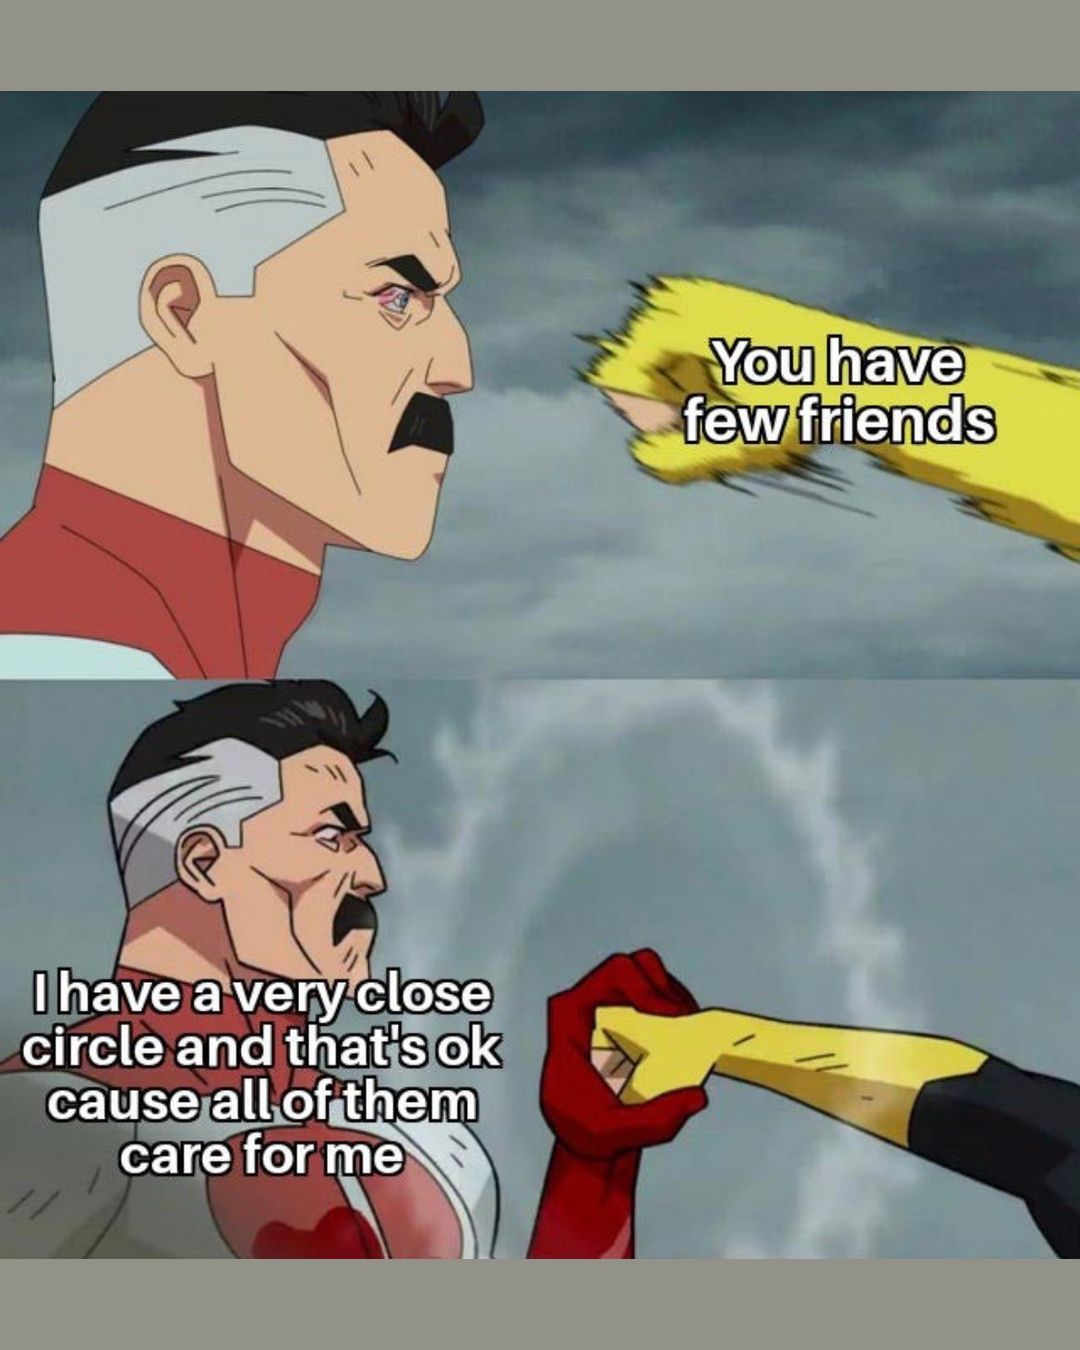 You have
few friends
I have a very close
circle and that's ok
cause all of them
care for me